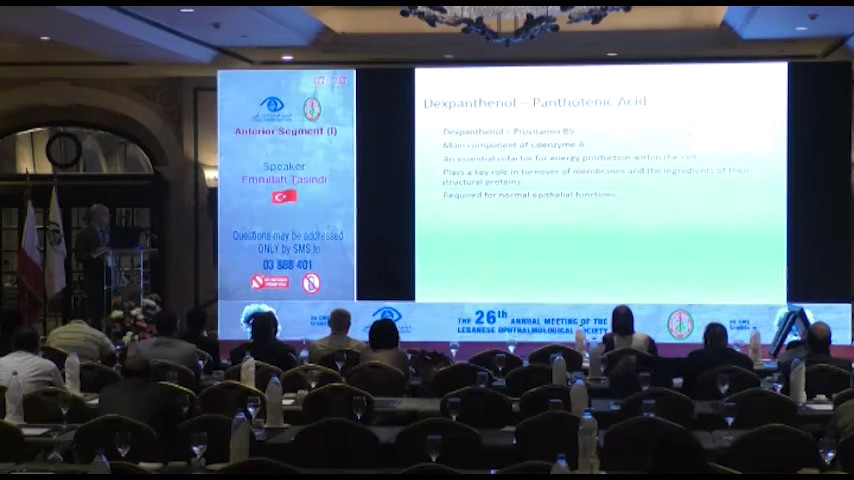 Anterior Segment (I)
Speaker
Emrullah Tasindi
Questions may be addressed
ONLY by SMS to
03 868 401
Dexpanthenol – Panthotenic Acid
Dexpanthenol – Provitamin B5
Main component of Coenzyme A
An essential cofactor for energy production within the cell
Plays a key role in turnover of membranes and the ingredients of their
structural proteins
Required for normal epithelial functions
THE 26th ANNUAL MEETING OF THE
LEBANESE OPHTHALMOLOGICAL SOCIETY